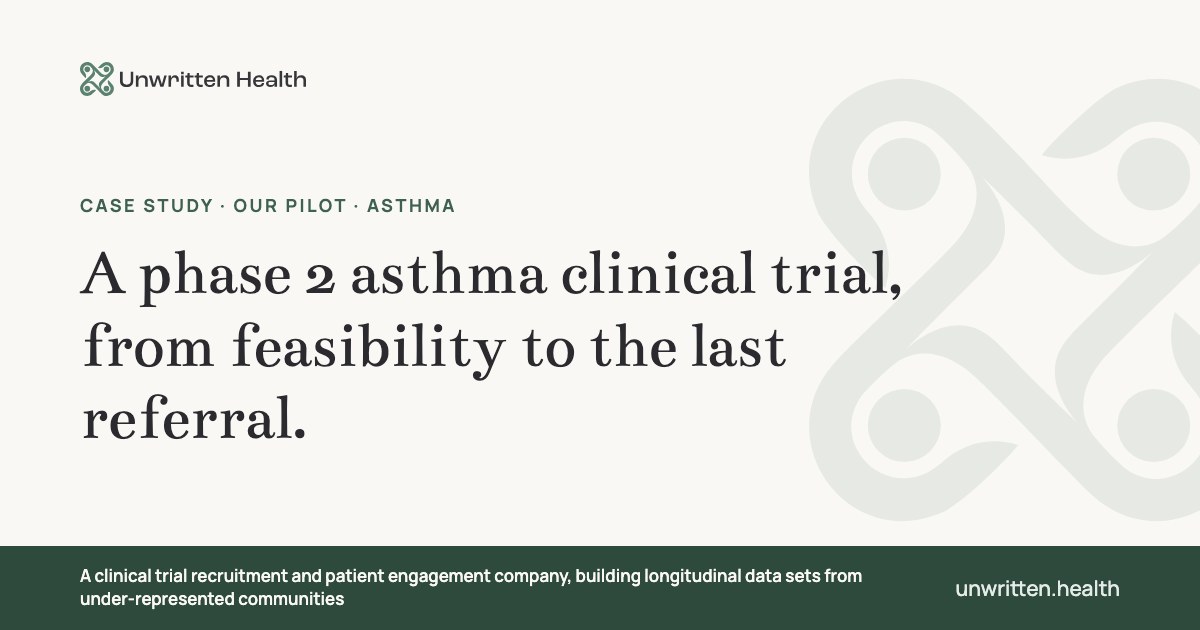 Unwritten Health
CASE STUDY · OUR PILOT · ASTHMA
A phase 2 asthma clinical trial,
from feasibility to the last
referral.
A clinical trial recruitment and patient engagement company, building longitudinal data sets from
under-represented communities
unwritten.health